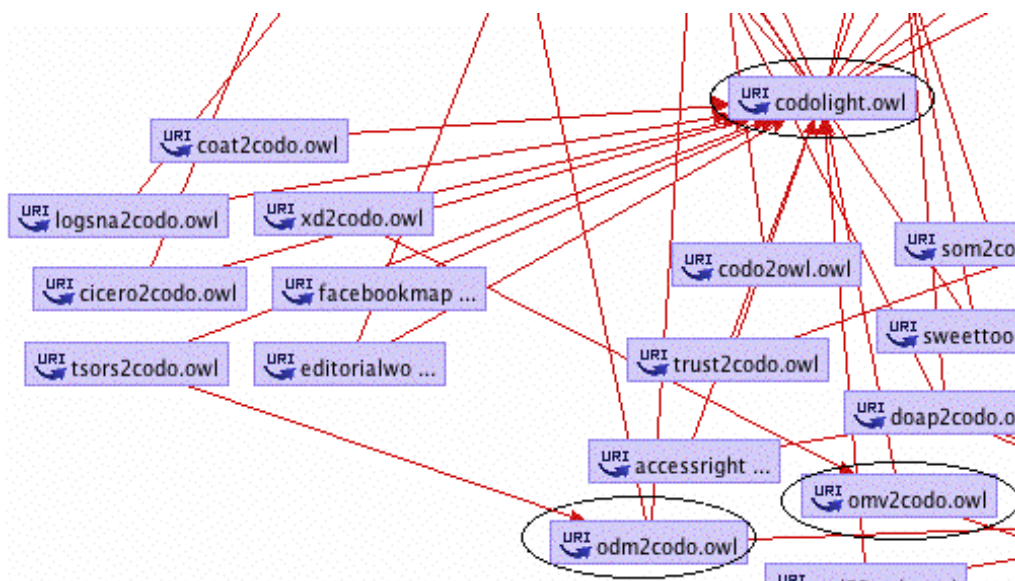 URI codolight.owl
URI coat2codo.owl
URI logsna2codo.owl
URI xd2codo.owl
URI som2co
URI codo2owl.owl
URI cicero2codo.owl
URI facebookmap ...
URI sweettoo
URI tsors2codo.owl
URI editorialwo ...
URI trust2codo.owl
URI doap2codo.o
URI accessright ...
URI omv2codo.owl
URI odm2codo.owl
URI